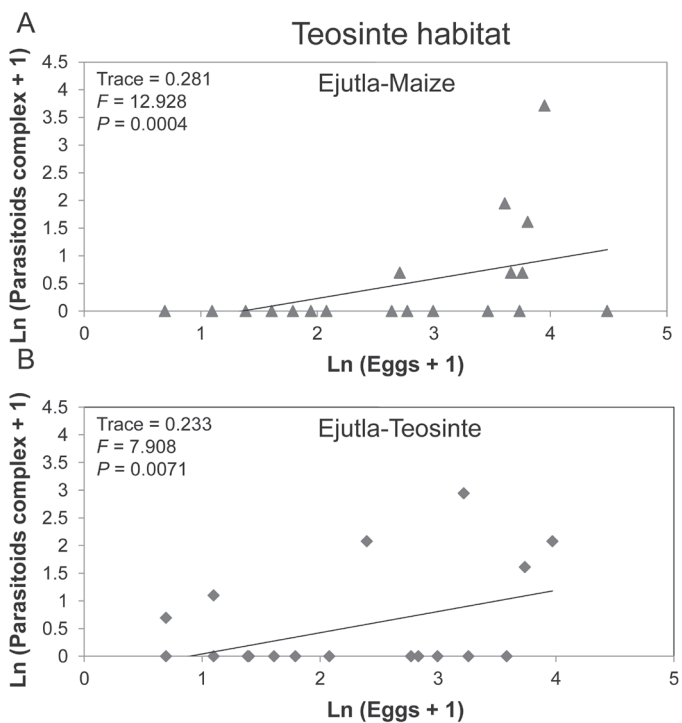 A
Teosinte habitat
Ln (Parasitoids complex + 1)
4.5
4
3.5
3
2.5
2
1.5
1
0.5
0
Trace = 0.281
F = 12.928
P = 0.0004
Ejutla-Maize
0 1 2 3 4 5
Ln (Eggs + 1)
B
Ln (Parasitoids complex + 1)
4.5
4
3.5
3
2.5
2
1.5
1
0.5
0
Trace = 0.233
F = 7.908
P = 0.0071
Ejutla-Teosinte
0 1 2 3 4 5
Ln (Eggs + 1)